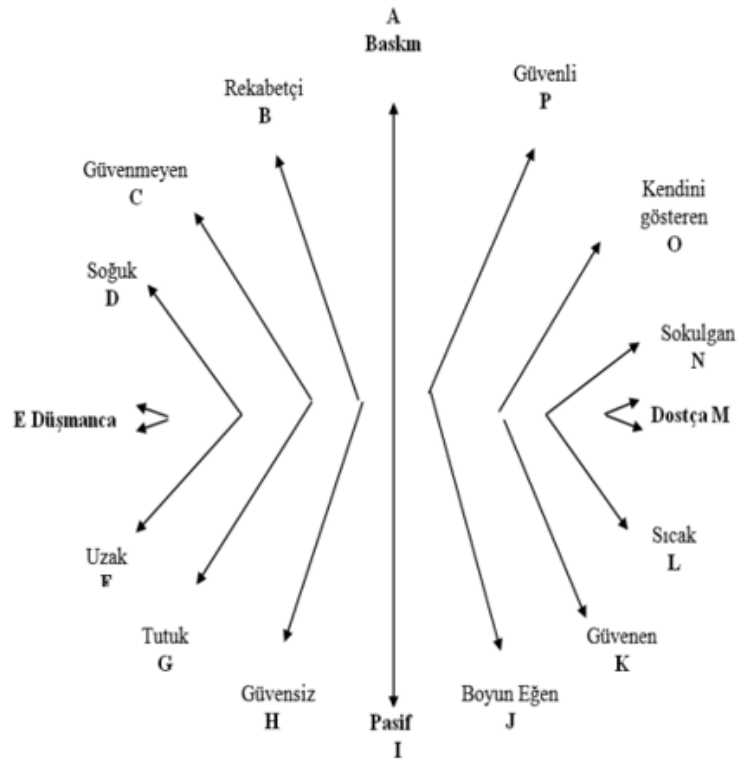 A
Baskın
Rekabetçi
B
Güvenli
P
Güvenmeyen
C
Kendini
gösteren
O
Soğuk
D
Sokulgan
N
E Düşmanca
Dostça M
Uzak
F
Sıcak
L
Tutuk
G
Güvenen
K
Güvensiz
H
Boyun Eğen
J
Pasif
I